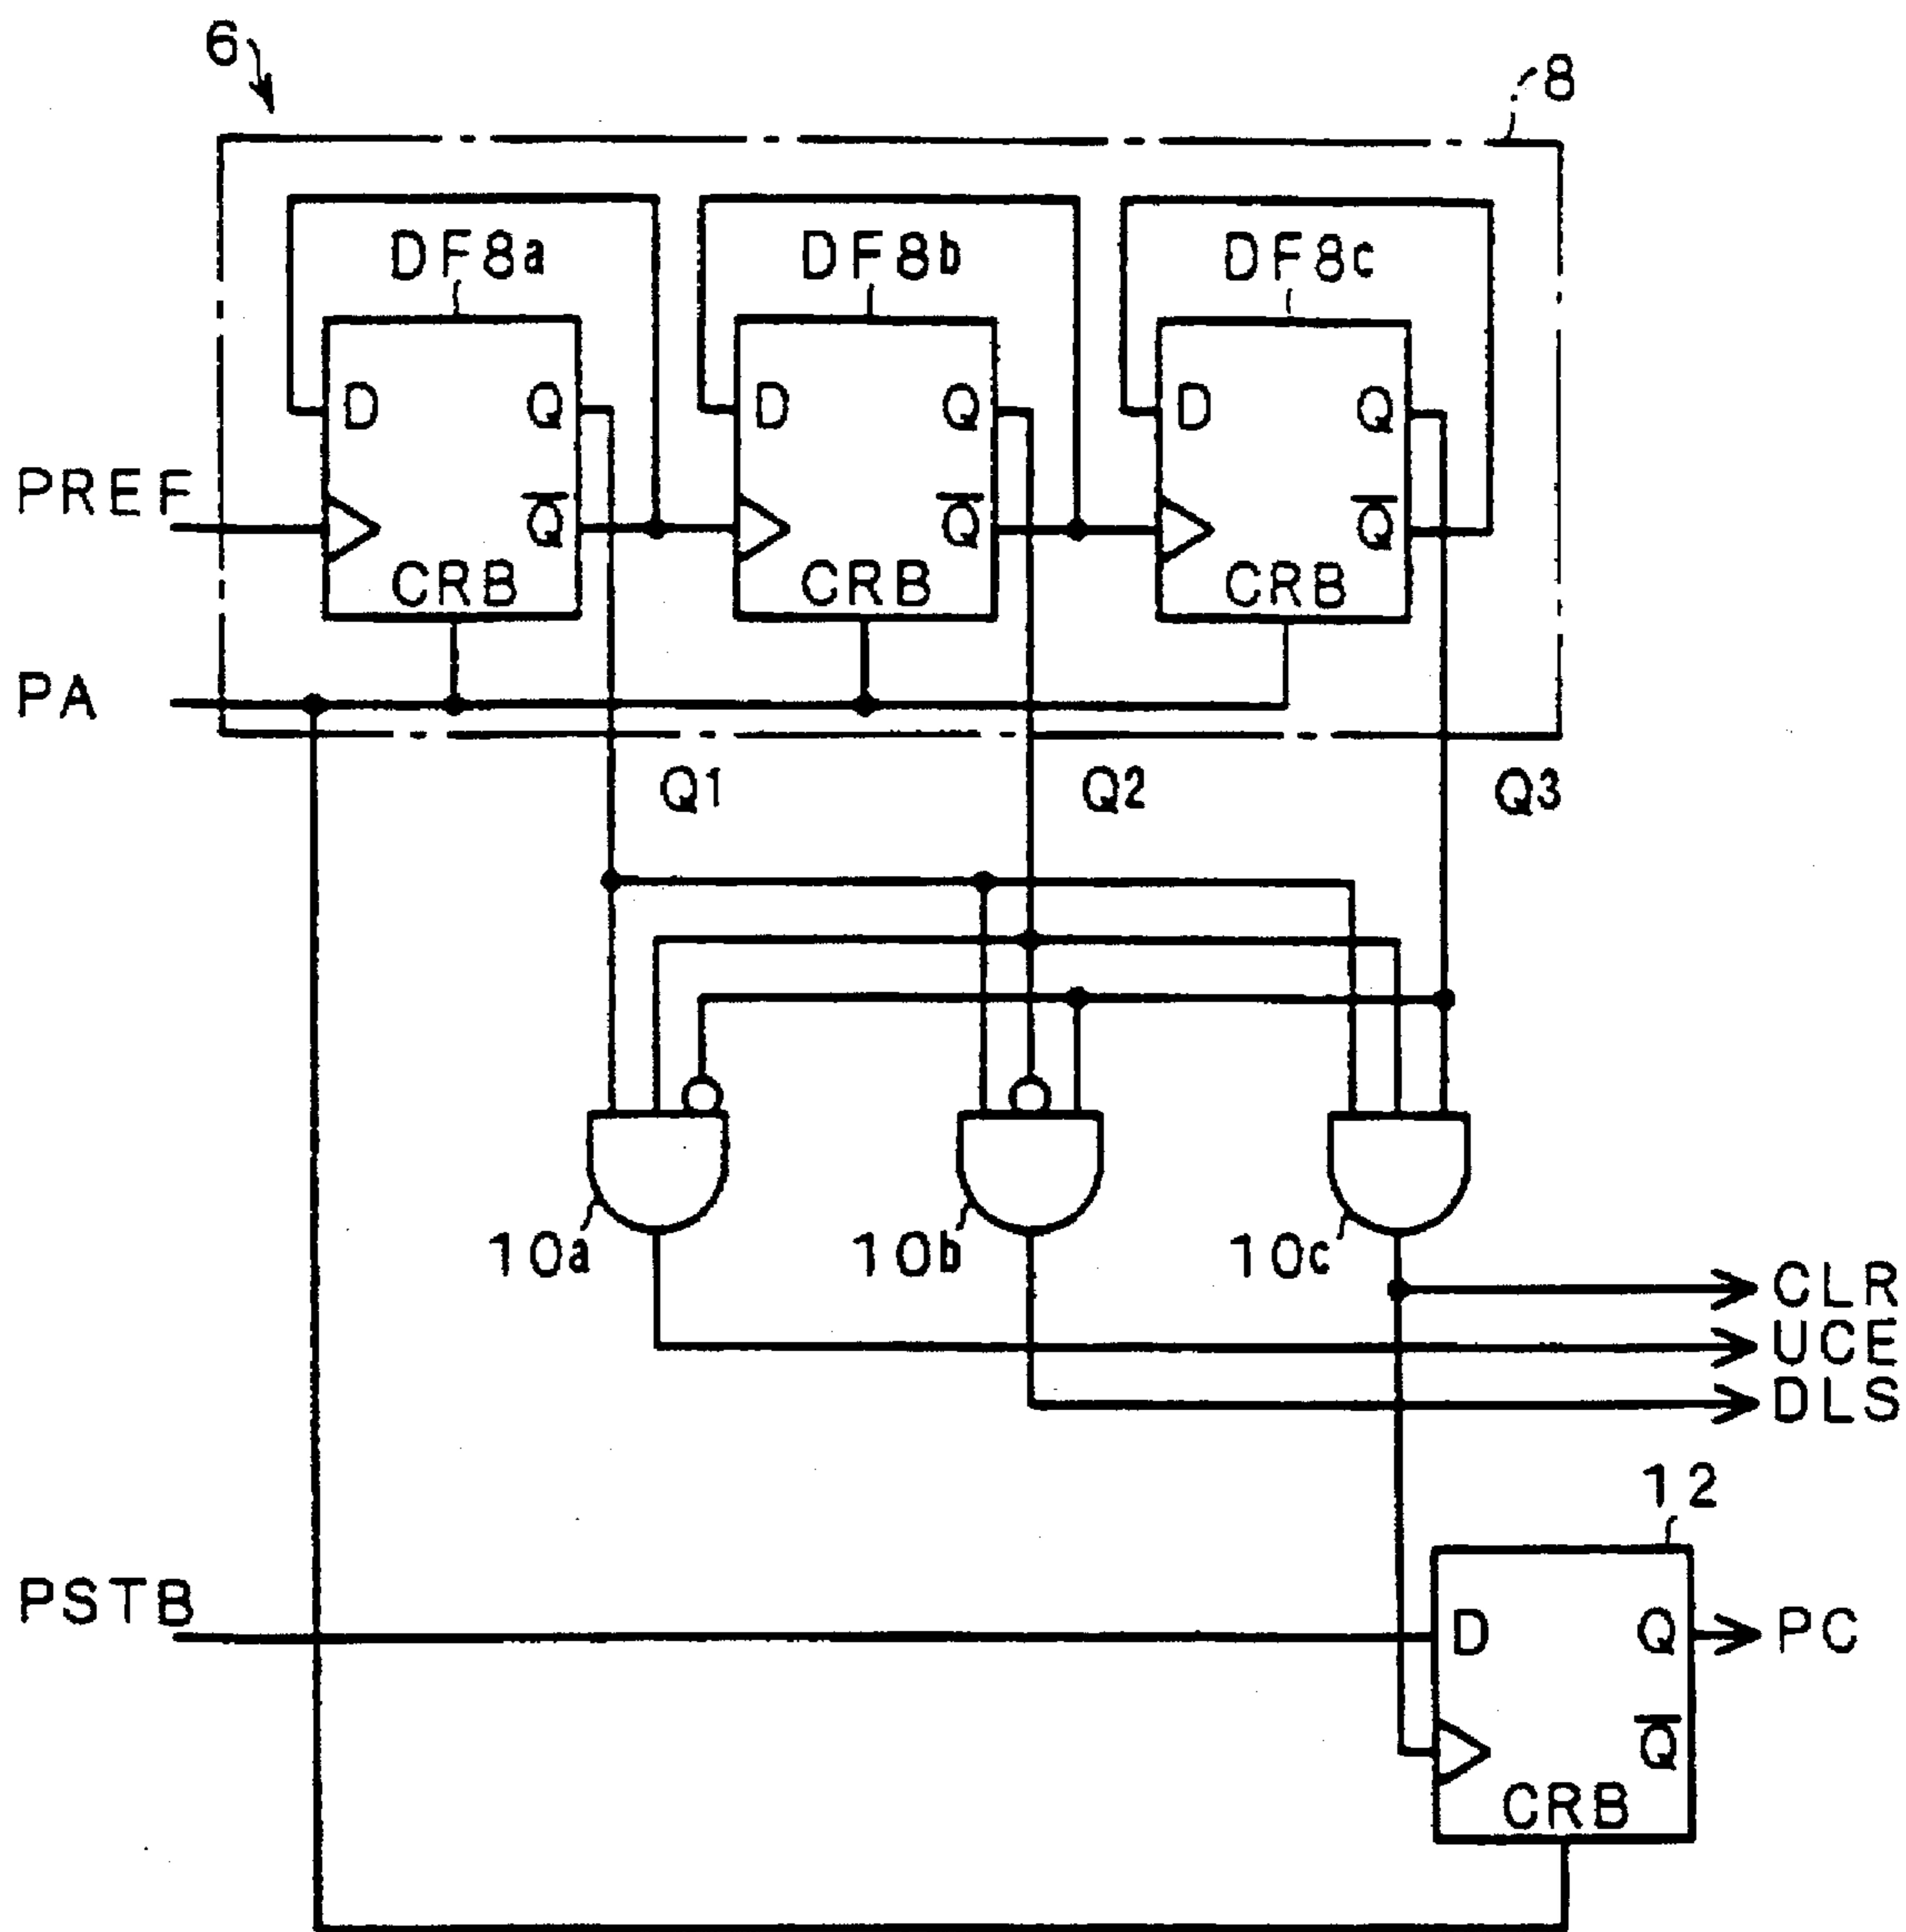 6
8
DF8a DF8b DF8c
D Q D Q D Q
PREF
Q̅ Q̅ Q̅
CRB CRB CRB
PA
Q1 Q2 Q3
10a 10b 10c
CLR
UCE
DLS
12
PSTB
D Q PC
Q̅
CRB